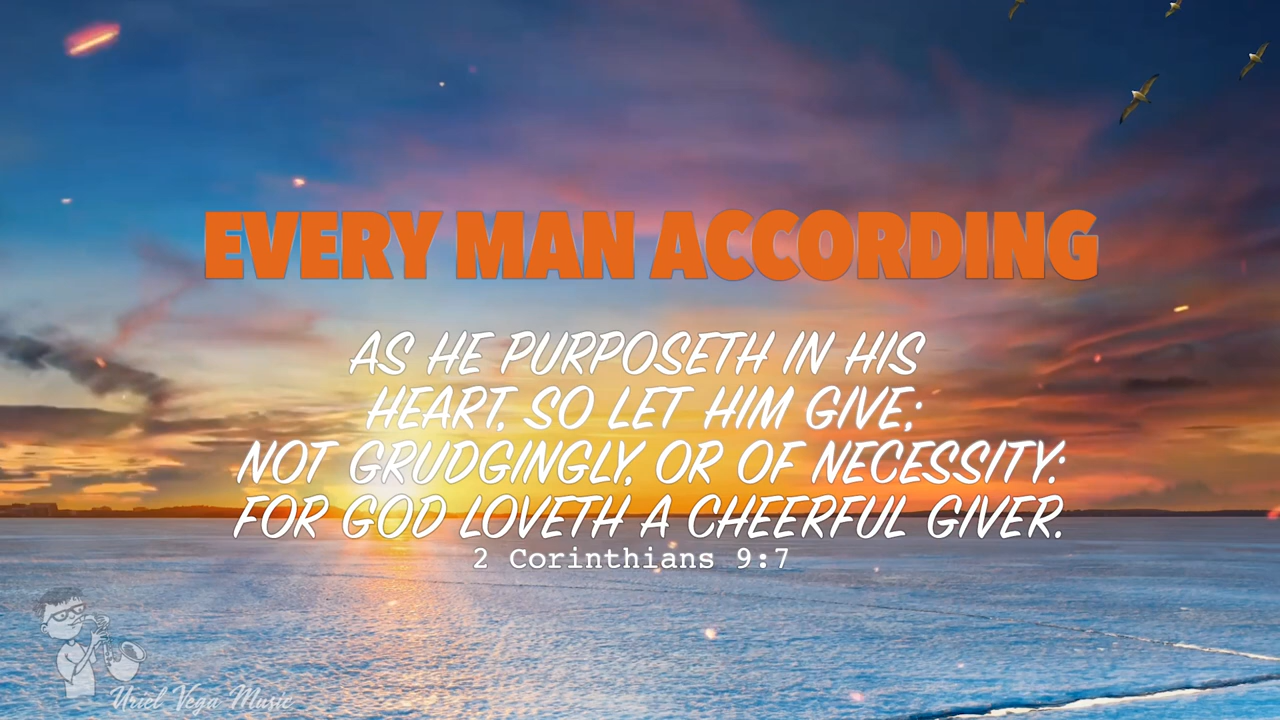 EVERY MAN ACCORDING
AS HE PURPOSETH IN HIS
HEART, SO LET HIM GIVE;
NOT GRUDGINGLY, OR OF NECESSITY:
FOR GOD LOVETH A CHEERFUL GIVER.
2 Corinthians 9:7
Uriel Vega Music